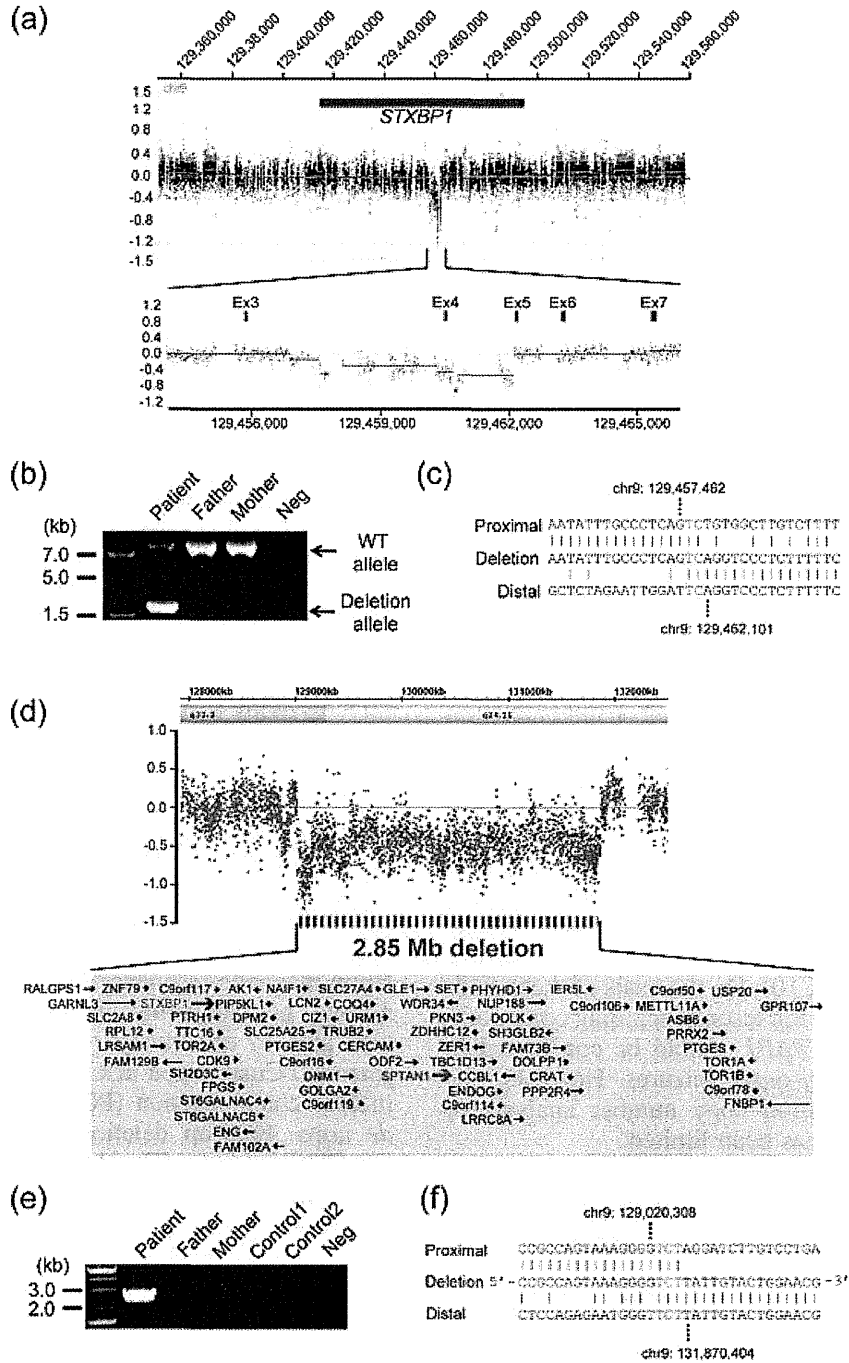 (a)
129,360,000 129,38,000 129,400,000 129,420,000 129,440,000 129,460,000 129,480,000 129,500,000 129,520,000 129,540,000 129,560,000
1.5
1.2
0.8
0.4
0.0
-0.4
-0.8
-1.2
-1.5
STXBP1
Ex3 Ex4 Ex5 Ex6 Ex7
1.2
0.8
0.4
0.0
-0.4
-0.8
-1.2
129,456,000 129,459,000 129,462,000 129,465,000
(b)
Patient Father Mother Neg
(kb)
7.0
5.0
1.5
WT allele
Deletion allele
(c)
chr9: 129,457,462
Proximal AATATTTGCCCTCAGTCTGTGGCTTGTCTTTT
Deletion AATATTTGCCCTCAGTCAGGTCCCTCTTTTTC
Distal GCTCTAGAATTGGATTCAGGTCCCTCTTTTTC
chr9: 129,462,101
(d)
128000kb 129000kb 130000kb 131000kb 132000kb
1.0
0.5
0.0
-0.5
-1.0
-1.5
2.85 Mb deletion
RALGPS1 ZNF79 C9orf117 AK1 NAIF1 SLC27A4 GLE1 SET PHYHD1 IER5L C9orf50 USP20
GARNL3 STXBP1 PIP5KL1 LCN2 COQ4 WDR34 NUP188 C9orf106 METTL11A GPR107
SLC2A8 PTRH1 DPM2 CIZ1 URM1 PKN3 DOLK ASB6
RPL12 TTC16 SLC25A25 TRUB2 ZDHHC12 SH3GLB2 PRRX2
LRSAM1 TOR2A PTGES2 CERCAM ZER1 FAM73B PTGES
FAM129B CDK9 C9orf16 ODF2 TBC1D13 DOLPP1 TOR1A
SH2D3C DNM1 SPTAN1 CCBL1 CRAT TOR1B
FPGS GOLGA2 ENDOG PPP2R4 C9orf78
ST6GALNAC4 C9orf119 C9orf114 FNBP1
ST6GALNAC6 LRRC8A
ENG
FAM102A
(e)
Patient Father Mother Control1 Control2 Neg
(kb)
3.0
2.0
(f)
chr9: 129,020,308
Proximal CCGCCAGTAAAGGGGTCTAGGATCTTGTCCTGA
Deletion 5'- CCGCCAGTAAAGGGGTCTTATTGTACTGGAACG -3'
Distal CTCCAGAGAATGGGTTCTTATTGTACTGGAACG
chr9: 131,870,404